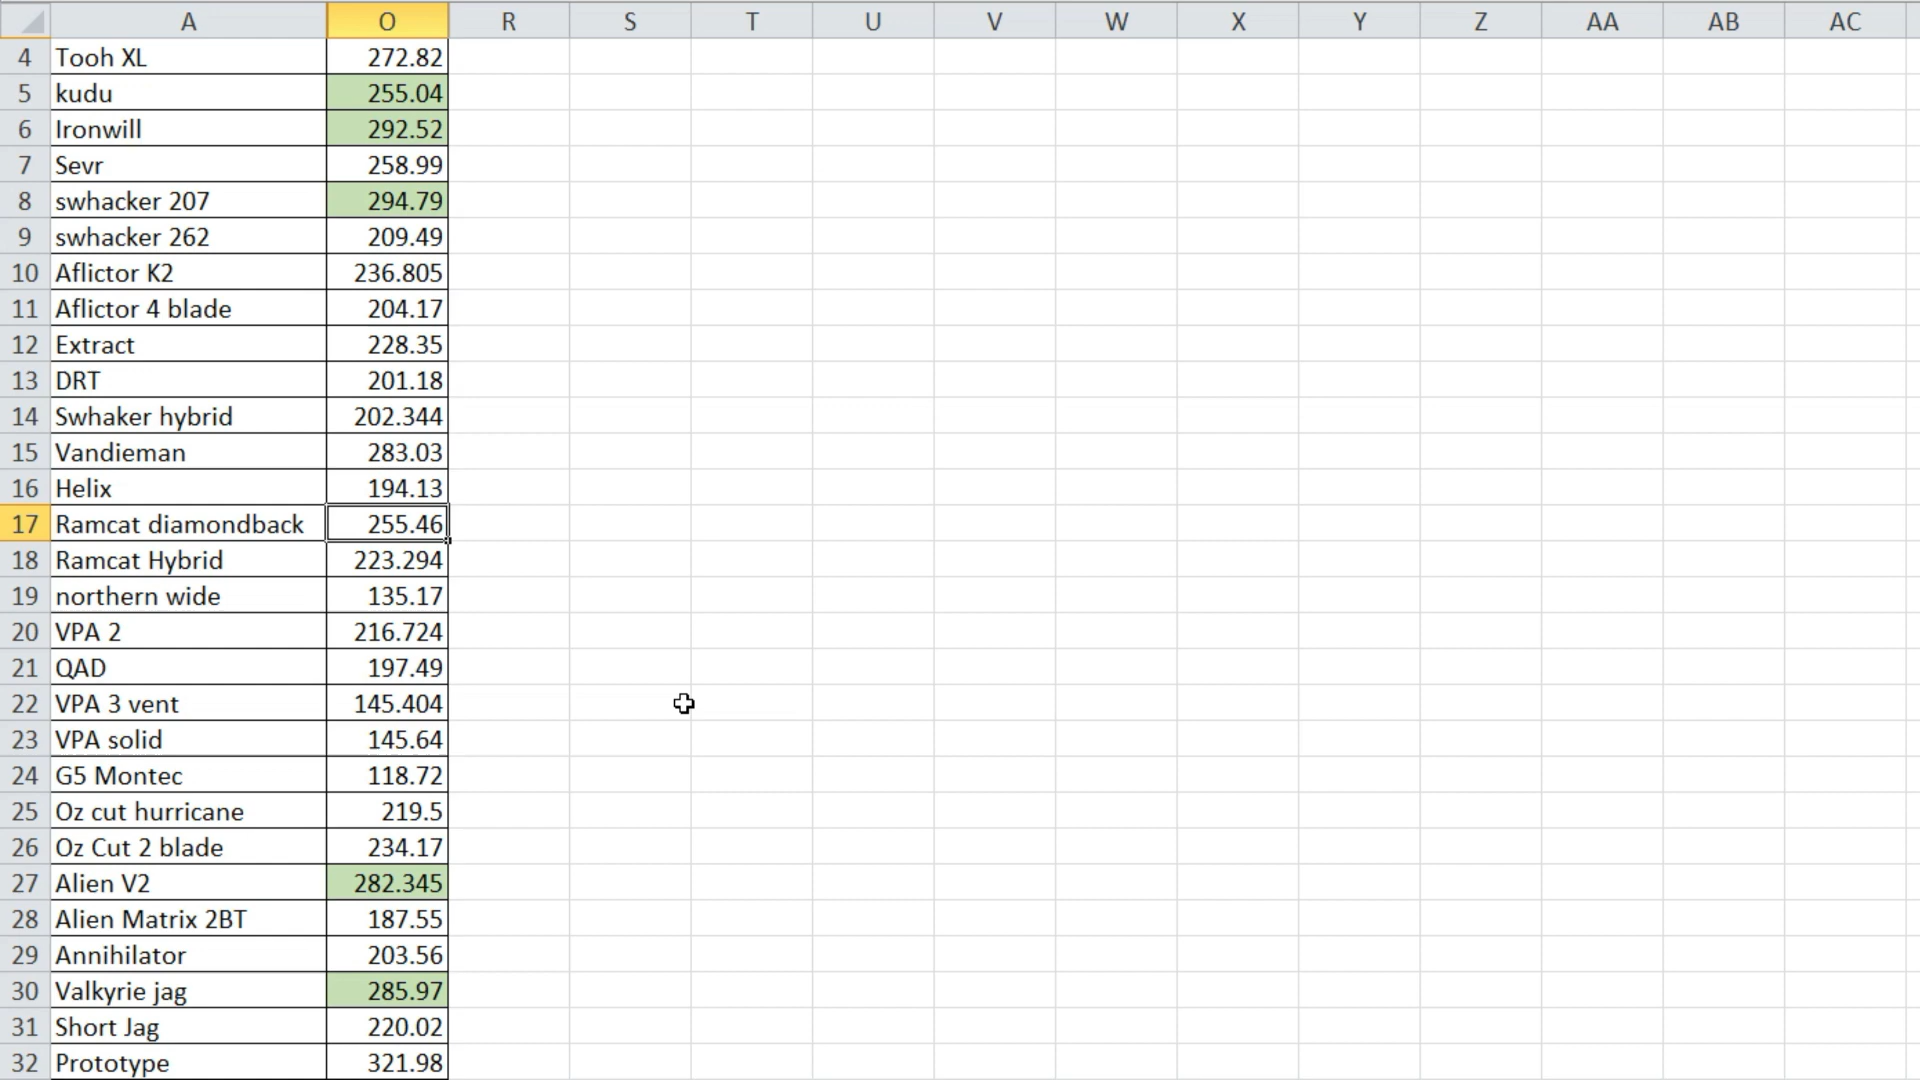 A O R S T U V W X Y Z AA AB AC
4 Tooh XL 272.82
5 kudu 255.04
6 Ironwill 292.52
7 Sevr 258.99
8 swhacker 207 294.79
9 swhacker 262 209.49
10 Aflictor K2 236.805
11 Aflictor 4 blade 204.17
12 Extract 228.35
13 DRT 201.18
14 Swhaker hybrid 202.344
15 Vandieman 283.03
16 Helix 194.13
17 Ramcat diamondback 255.46
18 Ramcat Hybrid 223.294
19 northern wide 135.17
20 VPA 2 216.724
21 QAD 197.49
22 VPA 3 vent 145.404
23 VPA solid 145.64
24 G5 Montec 118.72
25 Oz cut hurricane 219.5
26 Oz Cut 2 blade 234.17
27 Alien V2 282.345
28 Alien Matrix 2BT 187.55
29 Annihilator 203.56
30 Valkyrie jag 285.97
31 Short Jag 220.02
32 Prototype 321.98